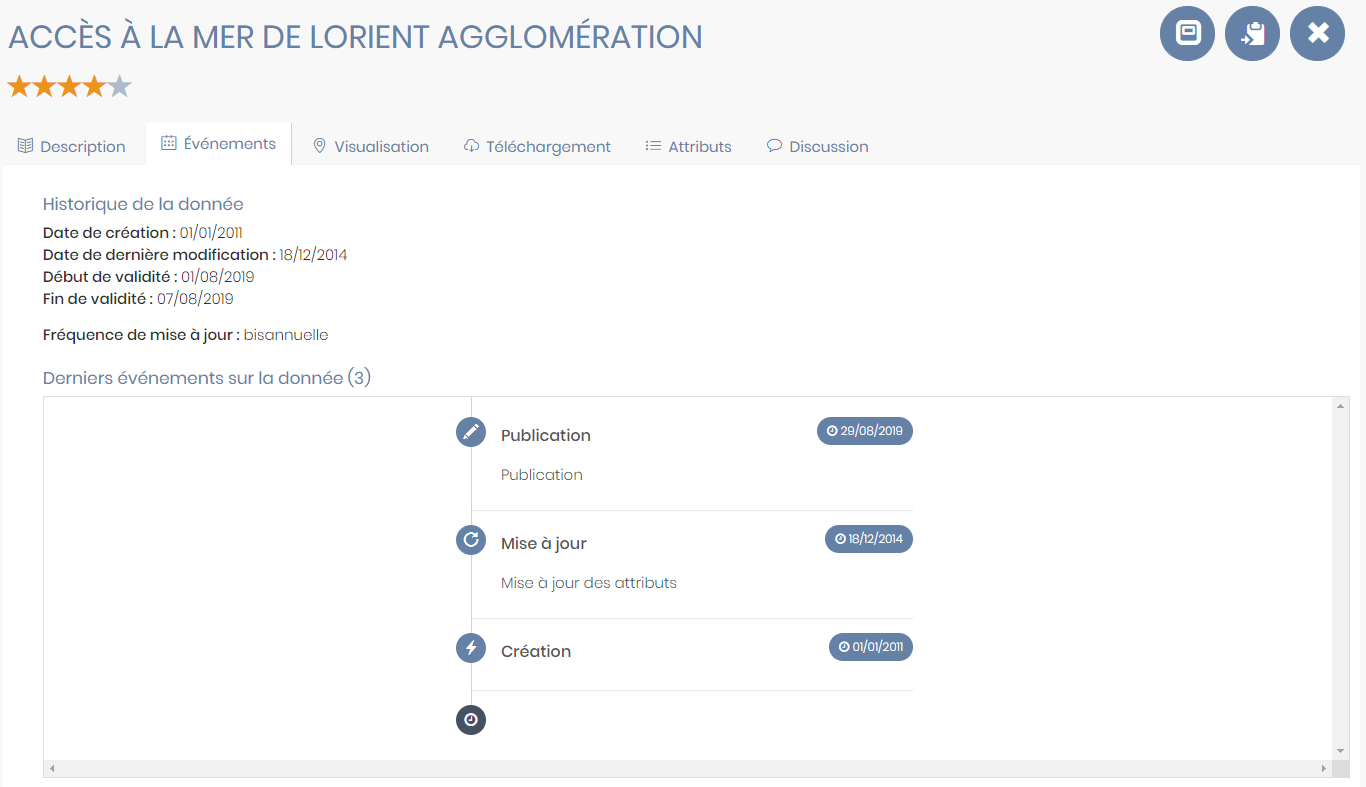 ACCÈS À LA MER DE LORIENT AGGLOMÉRATION
Description Événements Visualisation Téléchargement Attributs Discussion
Historique de la donnée
Date de création : 01/01/2011
Date de dernière modification : 18/12/2014
Début de validité : 01/08/2019
Fin de validité : 07/08/2019
Fréquence de mise à jour : bisannuelle
Derniers événements sur la donnée (3)
Publication 29/08/2019
Publication
Mise à jour 18/12/2014
Mise à jour des attributs
Création 01/01/2011